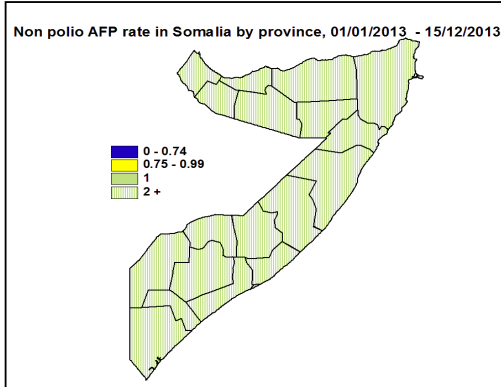 Non polio AFP rate in Somalia by province, 01/01/2013 - 15/12/2013
0 - 0.74
0.75 - 0.99
1
2 +